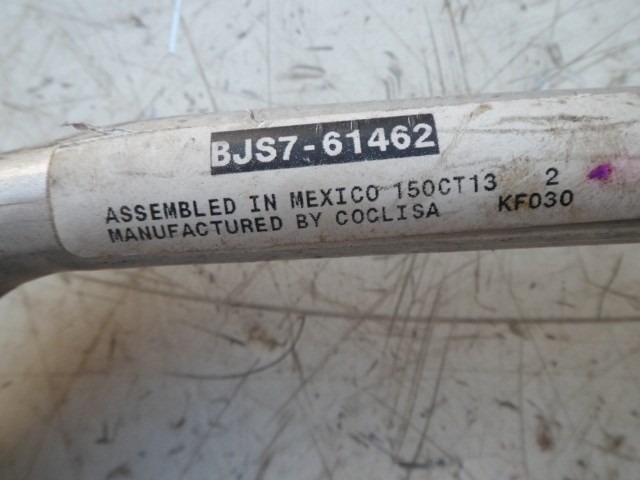 BJS7-61462
ASSEMBLED IN MEXICO 15OCT13 2
MANUFACTURED BY COCLISA KF030